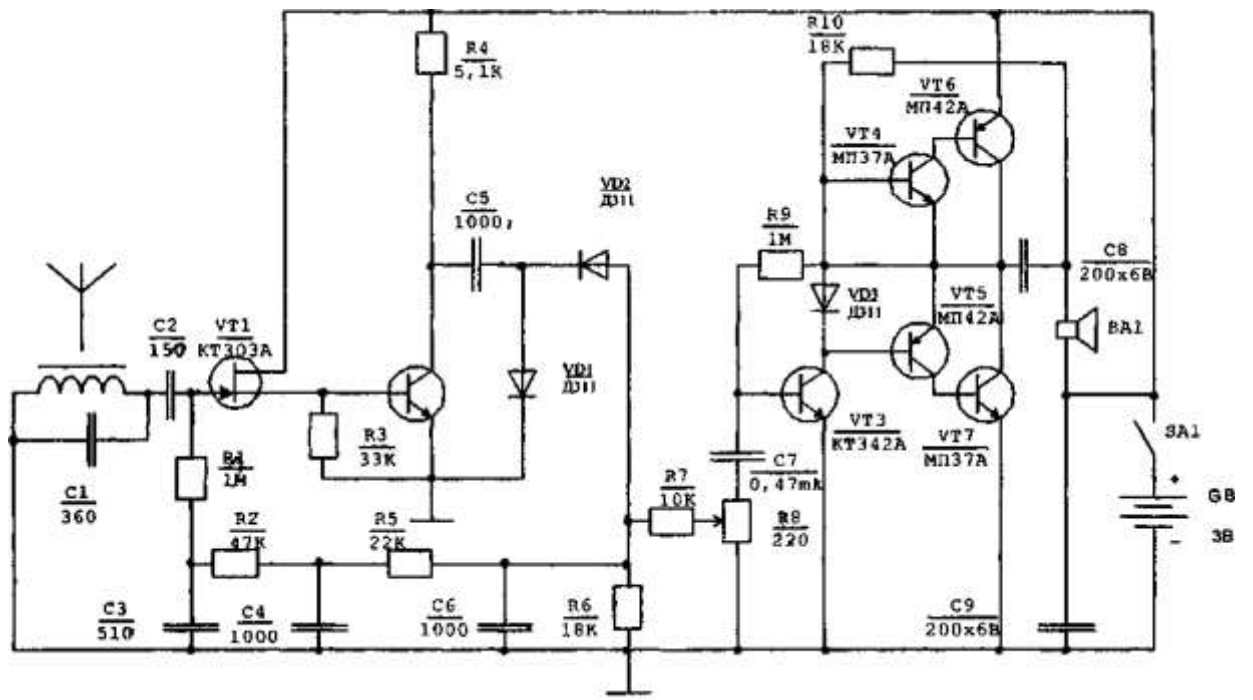 R4
5,1K
R10
18K
VT6
МП42А
VT4
МП37А
VD2
Д311
C5
1000,
R9
1М
C8
200x6В
VT5
МП42А
VD3
Д311
ВА1
C2
150
VT1
КТ303А
VD1
Д311
R3
33K
R1
1М
C1
360
VT3
КТ342А
VT7
МП37А
SA1
C7
0,47mk
R7
10K
R8
220
+
GB
-
3В
R2
47K
R5
22K
C3
510
C4
1000
C6
1000
R6
18K
C9
200x6В